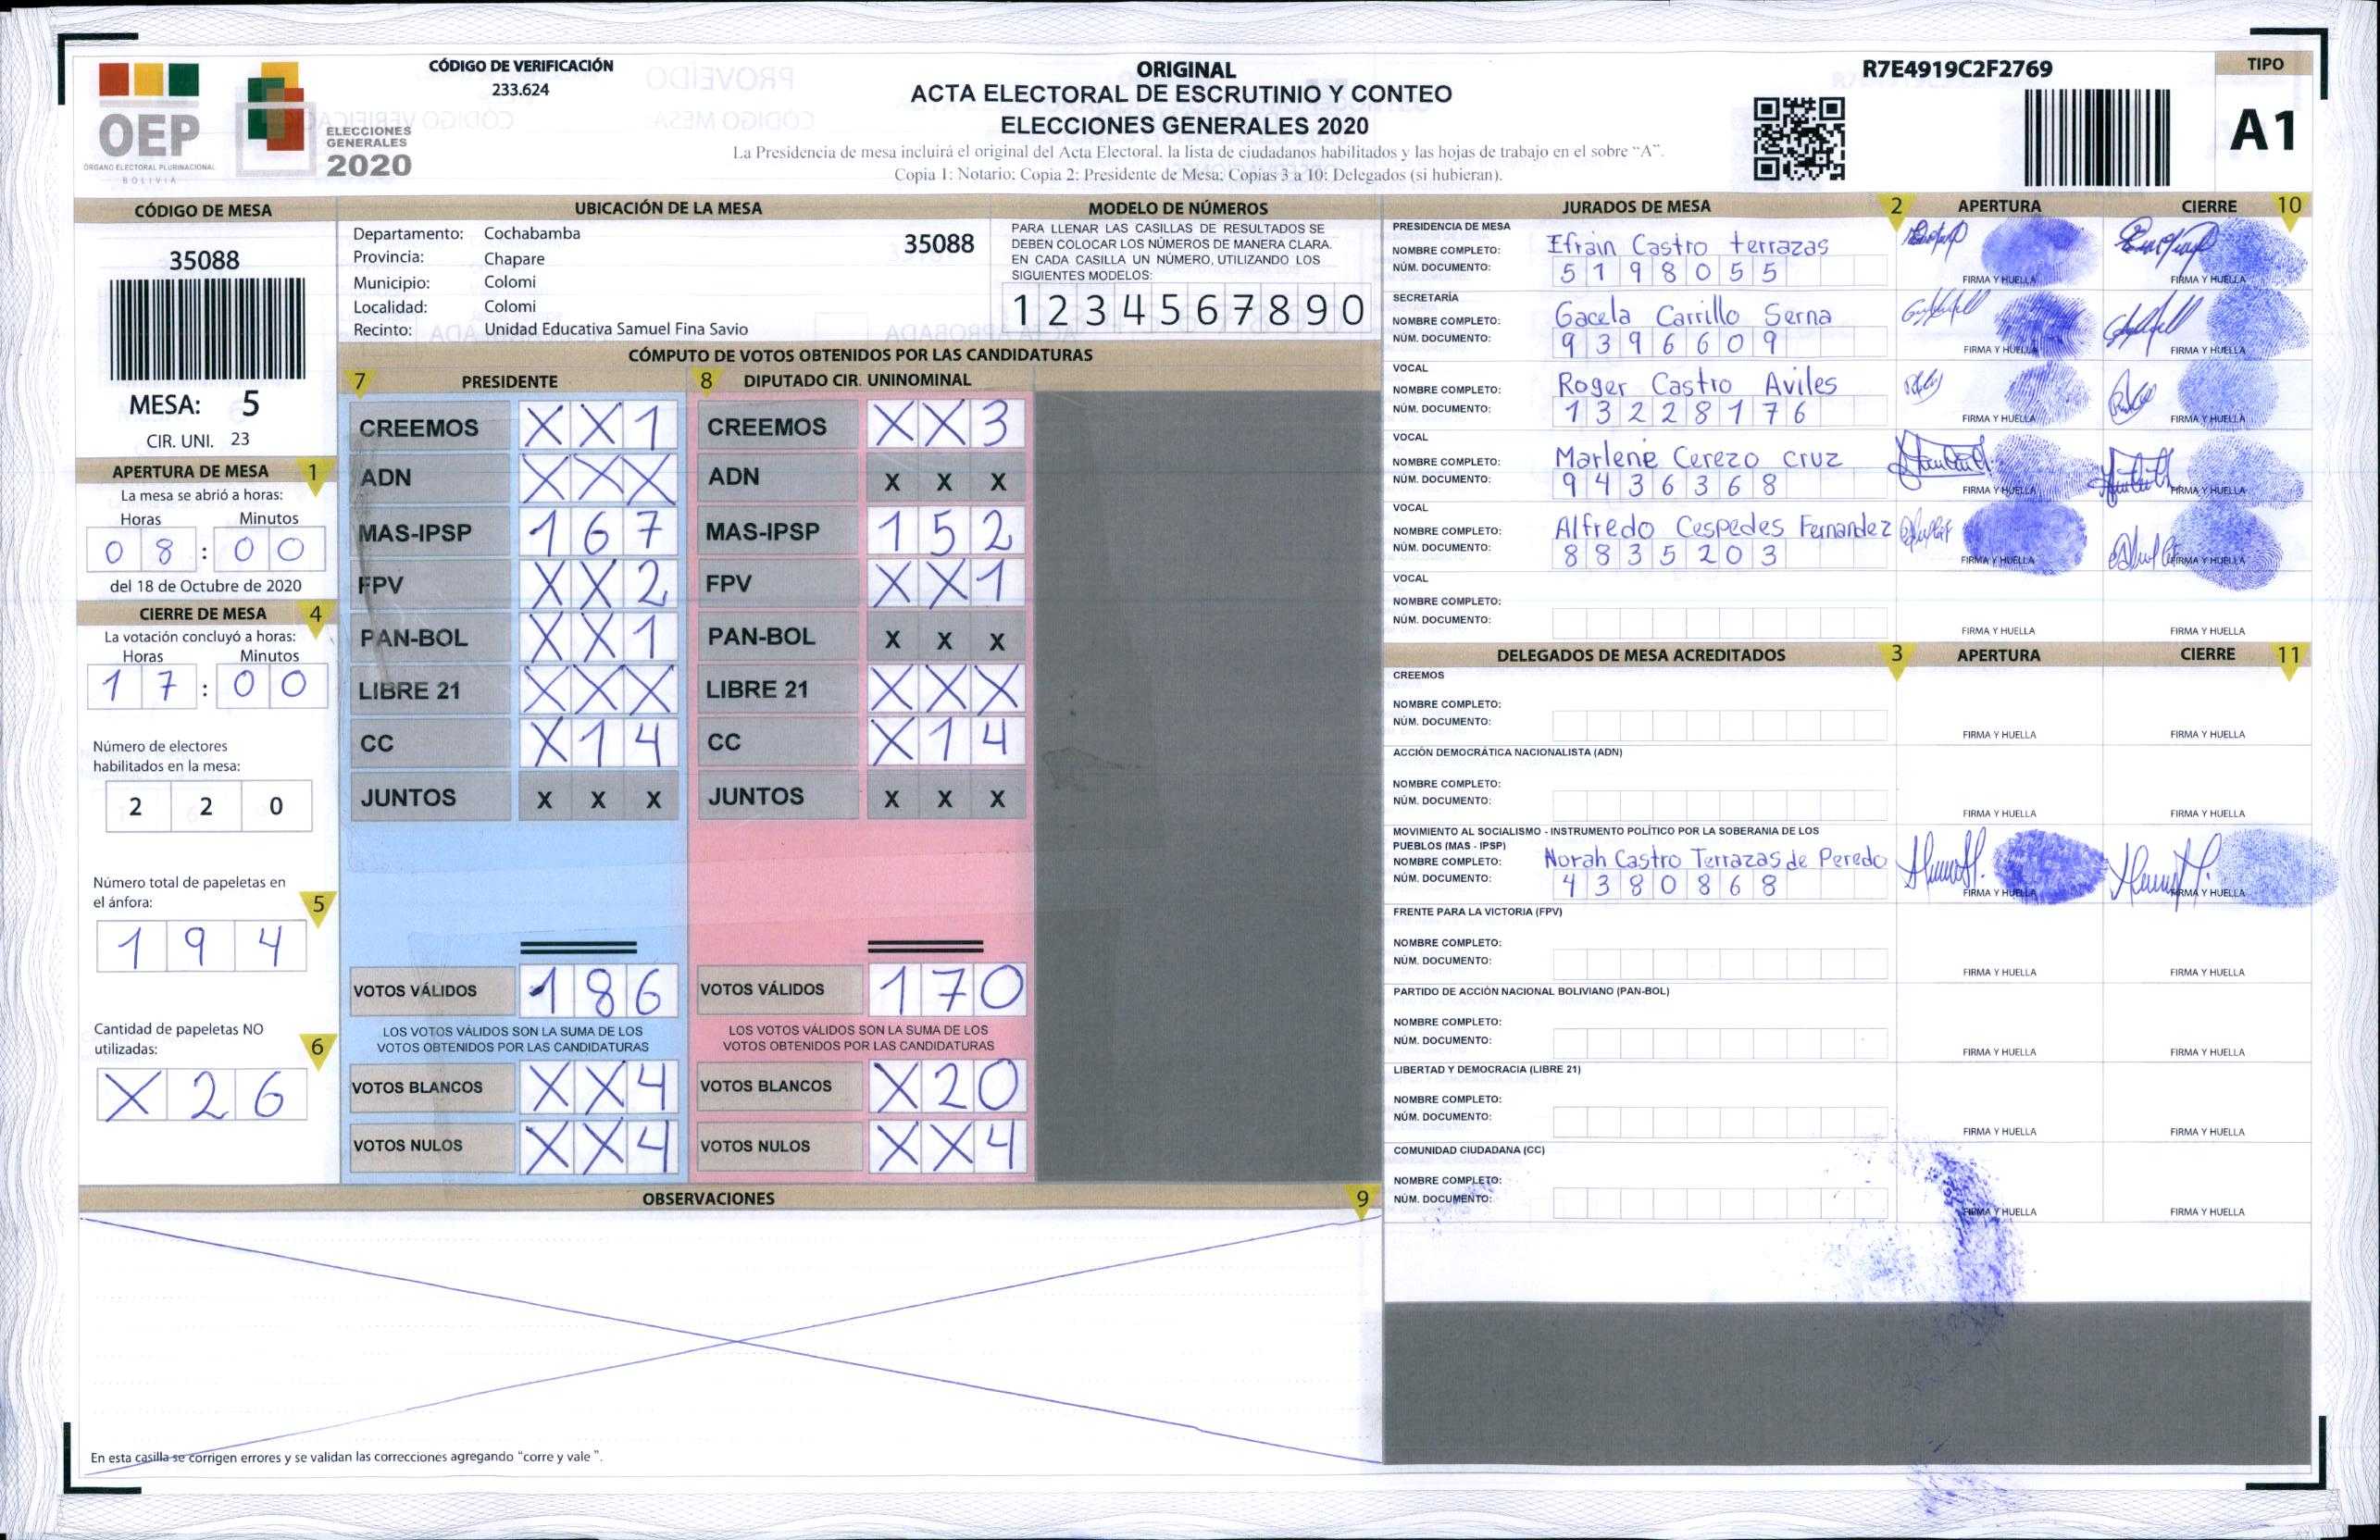 OEP
ÓRGANO ELECTORAL PLURINACIONAL
BOLIVIA
ELECCIONES
GENERALES
2020
CÓDIGO DE VERIFICACIÓN
233.624
ORIGINAL
ACTA ELECTORAL DE ESCRUTINIO Y CONTEO
ELECCIONES GENERALES 2020
La Presidencia de mesa incluirá el original del Acta Electoral, la lista de ciudadanos habilitados y las hojas de trabajo en el sobre "A".
Copia 1: Notario; Copia 2: Presidente de Mesa; Copias 3 a 10: Delegados (si hubieran).
R7E4919C2F2769
TIPO
A1
CÓDIGO DE MESA
35088
MESA: 5
CIR. UNI. 23
APERTURA DE MESA 1
La mesa se abrió a horas:
Horas Minutos
0 8 : 0 0
del 18 de Octubre de 2020
CIERRE DE MESA 4
La votación concluyó a horas:
Horas Minutos
1 7 : 0 0
Número de electores
habilitados en la mesa:
2 2 0
Número total de papeletas en
el ánfora: 5
1 9 4
Cantidad de papeletas NO
utilizadas: 6
X 2 6
UBICACIÓN DE LA MESA
Departamento: Cochabamba
35088
Provincia: Chapare
Municipio: Colomi
Localidad: Colomi
Recinto: Unidad Educativa Samuel Fina Savio
MODELO DE NÚMEROS
PARA LLENAR LAS CASILLAS DE RESULTADOS SE
DEBEN COLOCAR LOS NÚMEROS DE MANERA CLARA.
EN CADA CASILLA UN NÚMERO, UTILIZANDO LOS
SIGUIENTES MODELOS:
1 2 3 4 5 6 7 8 9 0
CÓMPUTO DE VOTOS OBTENIDOS POR LAS CANDIDATURAS
7 PRESIDENTE
CREEMOS X X 1
ADN X X X
MAS-IPSP 1 6 7
FPV X X 2
PAN-BOL X X 1
LIBRE 21 X X X
CC X 1 4
JUNTOS X X X
VOTOS VÁLIDOS 1 8 6
LOS VOTOS VÁLIDOS SON LA SUMA DE LOS
VOTOS OBTENIDOS POR LAS CANDIDATURAS
VOTOS BLANCOS X X 4
VOTOS NULOS X X 4
8 DIPUTADO CIR. UNINOMINAL
CREEMOS X X 3
ADN X X X
MAS-IPSP 1 5 2
FPV X X 1
PAN-BOL X X X
LIBRE 21 X X X
CC X 1 4
JUNTOS X X X
VOTOS VÁLIDOS 1 7 0
LOS VOTOS VÁLIDOS SON LA SUMA DE LOS
VOTOS OBTENIDOS POR LAS CANDIDATURAS
VOTOS BLANCOS X 2 0
VOTOS NULOS X X 4
OBSERVACIONES 9
En esta casilla se corrigen errores y se validan las correcciones agregando "corre y vale".
JURADOS DE MESA 2 APERTURA CIERRE 10
PRESIDENCIA DE MESA
NOMBRE COMPLETO: Efrain Castro terrazas
NÚM. DOCUMENTO: 5 1 9 8 0 5 5
FIRMA Y HUELLA FIRMA Y HUELLA
SECRETARÍA
NOMBRE COMPLETO: Gacela Carrillo Serna
NÚM. DOCUMENTO: 9 3 9 6 6 0 9
FIRMA Y HUELLA FIRMA Y HUELLA
VOCAL
NOMBRE COMPLETO: Roger Castro Aviles
NÚM. DOCUMENTO: 1 3 2 2 8 1 7 6
FIRMA Y HUELLA FIRMA Y HUELLA
VOCAL
NOMBRE COMPLETO: Marlene Cerezo cruz
NÚM. DOCUMENTO: 9 4 3 6 3 6 8
FIRMA Y HUELLA FIRMA Y HUELLA
VOCAL
NOMBRE COMPLETO: Alfredo Cespedes Fernandez
NÚM. DOCUMENTO: 8 8 3 5 2 0 3
FIRMA Y HUELLA FIRMA Y HUELLA
VOCAL
NOMBRE COMPLETO:
NÚM. DOCUMENTO:
FIRMA Y HUELLA FIRMA Y HUELLA
DELEGADOS DE MESA ACREDITADOS 3 APERTURA CIERRE 11
CREEMOS
NOMBRE COMPLETO:
NÚM. DOCUMENTO:
FIRMA Y HUELLA FIRMA Y HUELLA
ACCIÓN DEMOCRÁTICA NACIONALISTA (ADN)
NOMBRE COMPLETO:
NÚM. DOCUMENTO:
FIRMA Y HUELLA FIRMA Y HUELLA
MOVIMIENTO AL SOCIALISMO - INSTRUMENTO POLÍTICO POR LA SOBERANIA DE LOS
PUEBLOS (MAS - IPSP)
NOMBRE COMPLETO: Norah Castro Terrazas de Peredo
NÚM. DOCUMENTO: 4 3 8 0 8 6 8
FIRMA Y HUELLA FIRMA Y HUELLA
FRENTE PARA LA VICTORIA (FPV)
NOMBRE COMPLETO:
NÚM. DOCUMENTO:
FIRMA Y HUELLA FIRMA Y HUELLA
PARTIDO DE ACCIÓN NACIONAL BOLIVIANO (PAN-BOL)
NOMBRE COMPLETO:
NÚM. DOCUMENTO:
FIRMA Y HUELLA FIRMA Y HUELLA
LIBERTAD Y DEMOCRACIA (LIBRE 21)
NOMBRE COMPLETO:
NÚM. DOCUMENTO:
FIRMA Y HUELLA FIRMA Y HUELLA
COMUNIDAD CIUDADANA (CC)
NOMBRE COMPLETO:
NÚM. DOCUMENTO:
FIRMA Y HUELLA FIRMA Y HUELLA